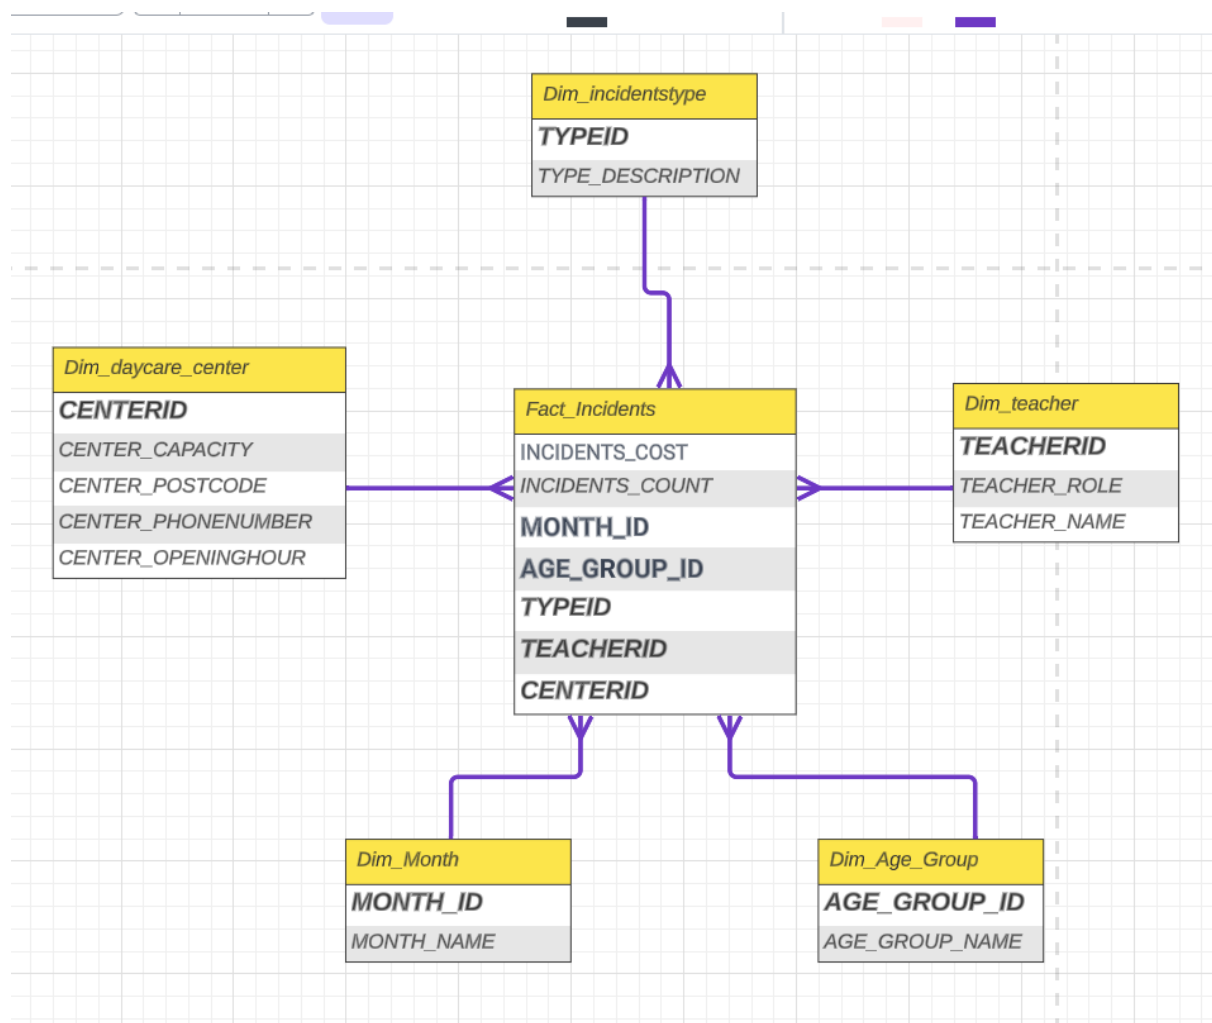 Dim_incidentstype
TYPEID
TYPE_DESCRIPTION
Dim_daycare_center
CENTERID
CENTER_CAPACITY
CENTER_POSTCODE
CENTER_PHONENUMBER
CENTER_OPENINGHOUR
Fact_Incidents
INCIDENTS_COST
INCIDENTS_COUNT
MONTH_ID
AGE_GROUP_ID
TYPEID
TEACHERID
CENTERID
Dim_teacher
TEACHERID
TEACHER_ROLE
TEACHER_NAME
Dim_Month
MONTH_ID
MONTH_NAME
Dim_Age_Group
AGE_GROUP_ID
AGE_GROUP_NAME